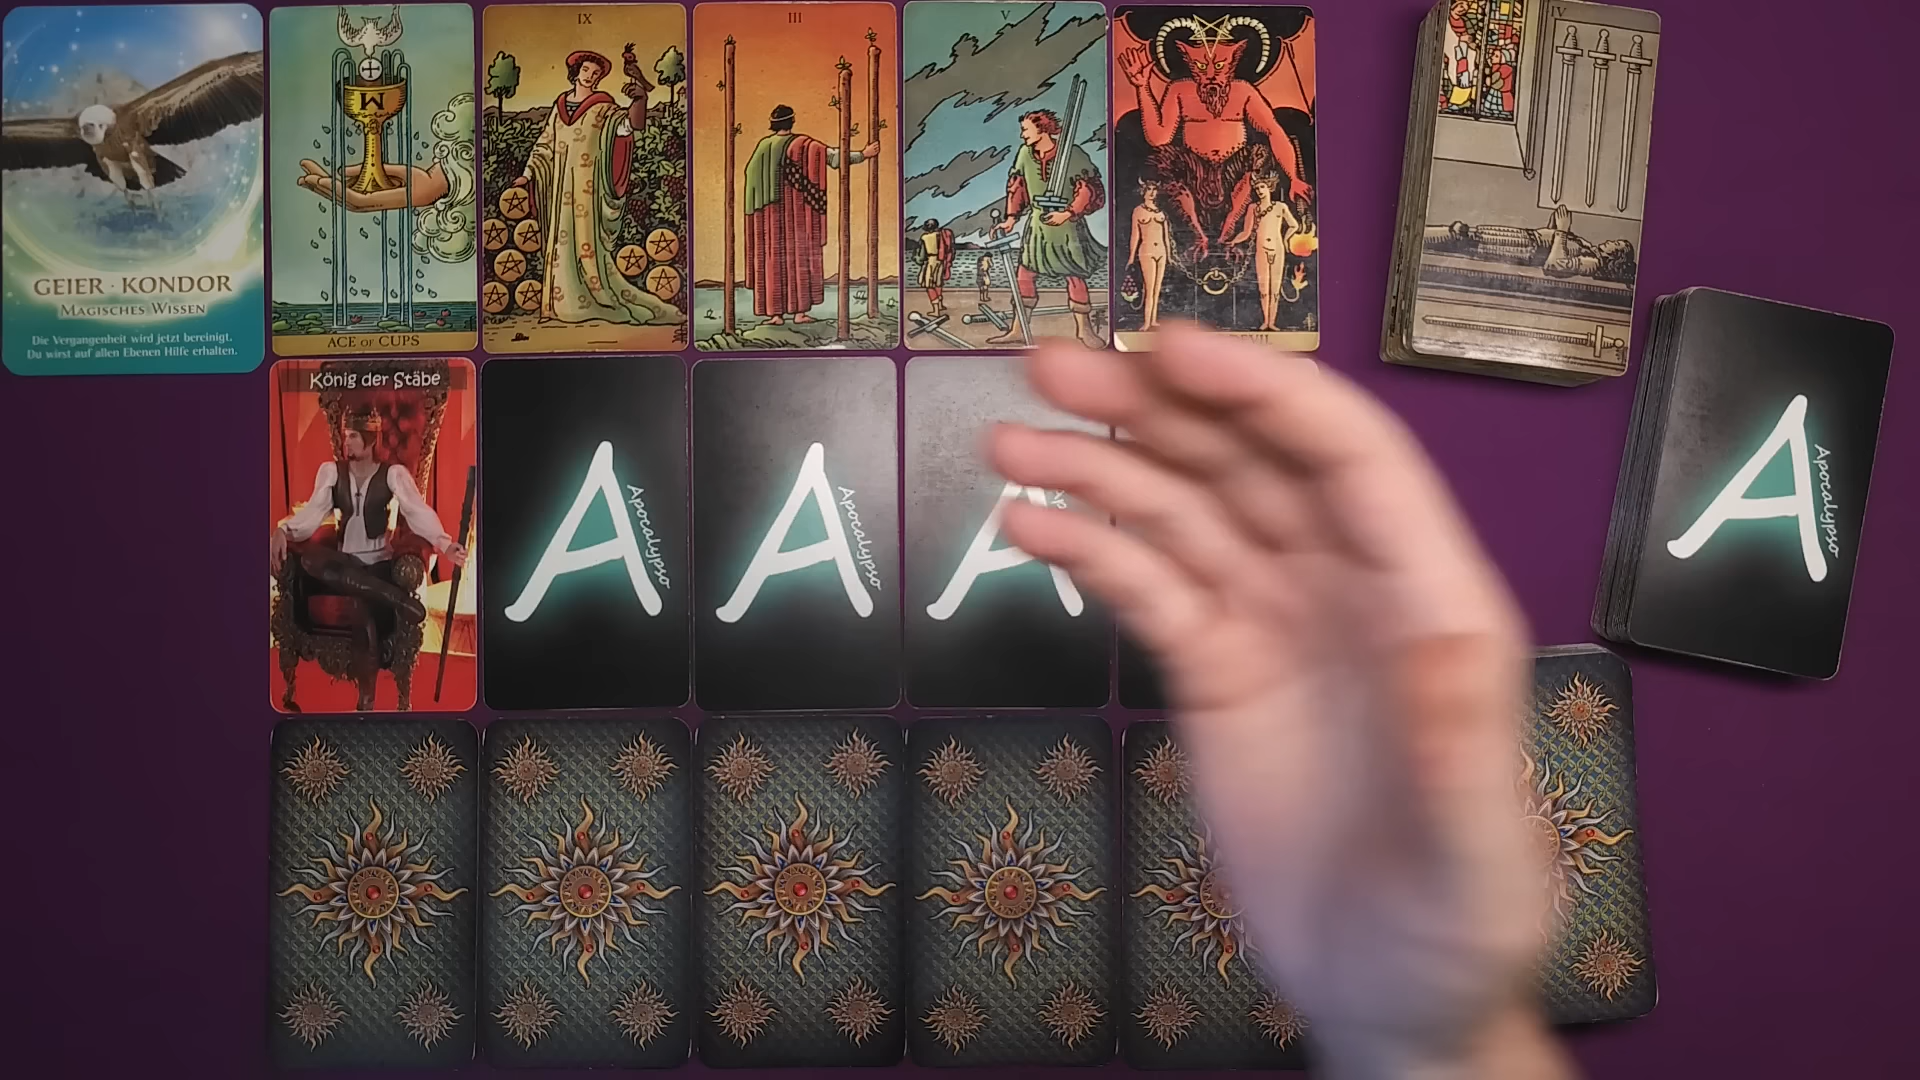 GEIER · KONDOR
MAGISCHES WISSEN
Die Vergangenheit wird jetzt bereinigt.
Du wirst auf allen Ebenen Hilfe erhalten.
ACE OF CUPS
IX
III
V
DEVIL
IV
König der Stäbe
A
Apocalypso
A
Apocalypso
A
A
Apocalypso